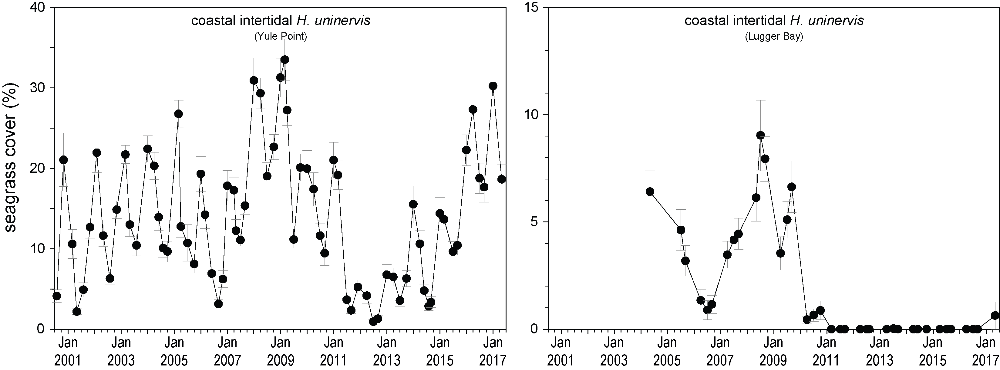 coastal intertidal H. uninervis
(Yule Point)
seagrass cover (%)
40
30
20
10
0
Jan Jan Jan Jan Jan Jan Jan Jan Jan
2001 2003 2005 2007 2009 2011 2013 2015 2017
coastal intertidal H. uninervis
(Lugger Bay)
15
10
5
0
Jan Jan Jan Jan Jan Jan Jan Jan Jan
2001 2003 2005 2007 2009 2011 2013 2015 2017